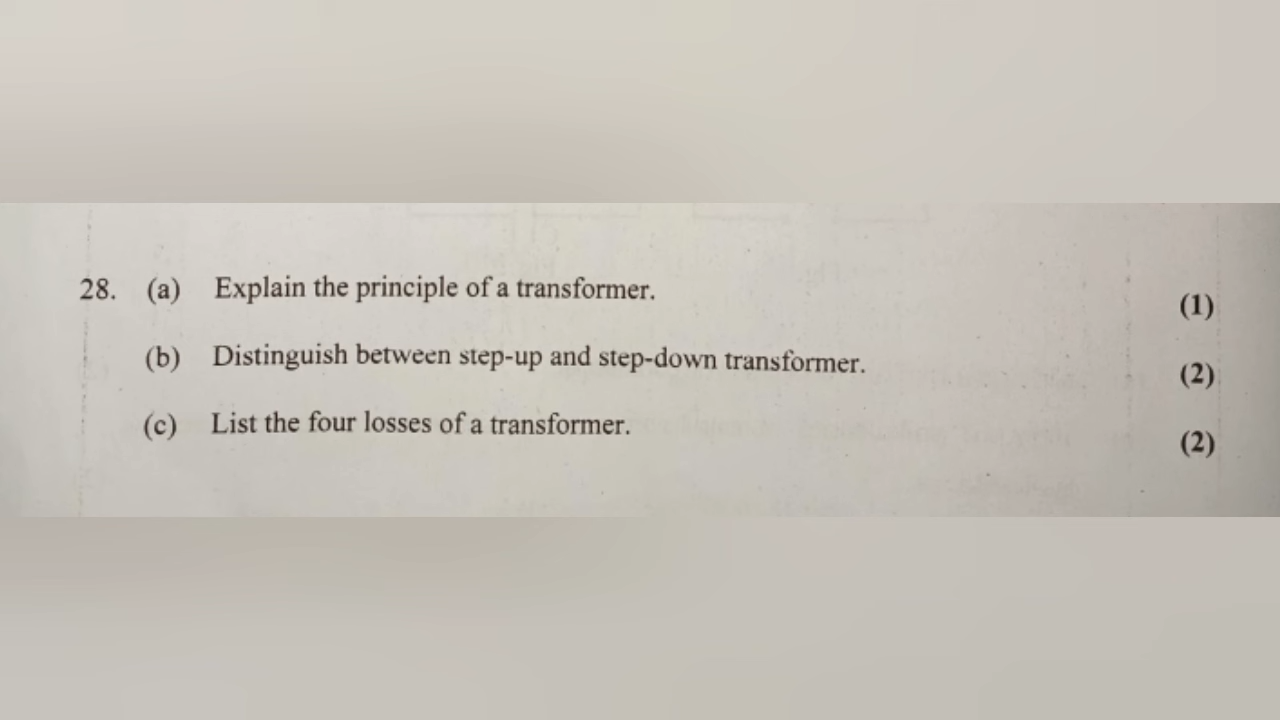 28. (a) Explain the principle of a transformer. (1)
(b) Distinguish between step-up and step-down transformer. (2)
(c) List the four losses of a transformer. (2)